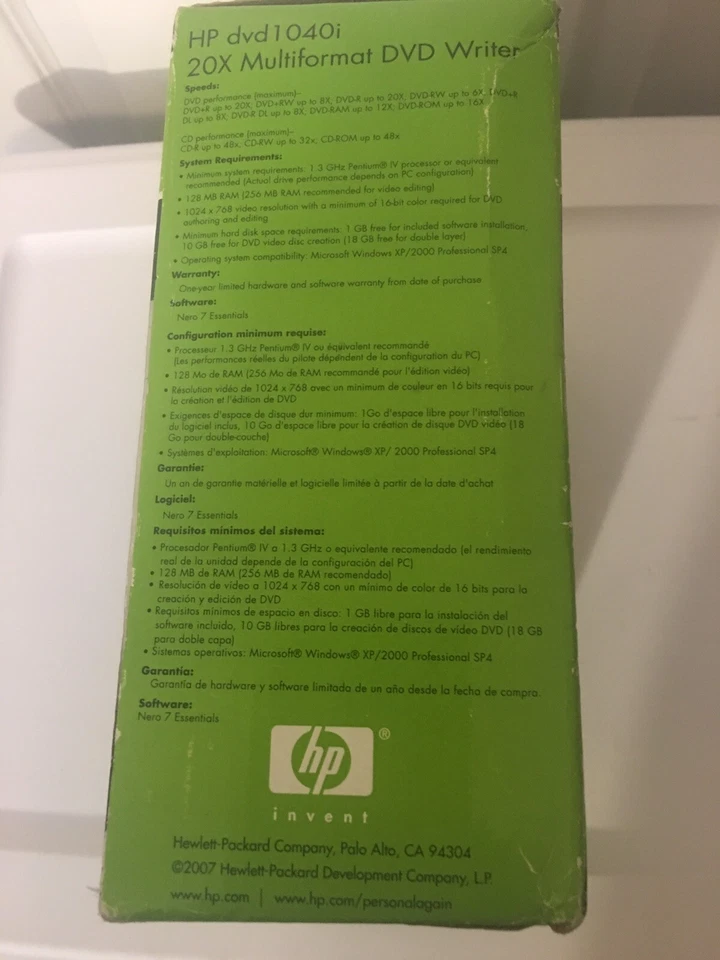 HP dvd1040i
20X Multiformat DVD Writer
Speeds:
DVD performance (maximum)–
DVD+R up to 20X, DVD+RW up to 8X, DVD-R up to 20X, DVD-RW up to 6X, DVD+R
DL up to 8X, DVD-R DL up to 8X, DVD-RAM up to 12X, DVD-ROM up to 16X
CD performance (maximum)–
CD-R up to 48x, CD-RW up to 32x, CD-ROM up to 48x
System Requirements:
• Minimum system requirements: 1.3 GHz Pentium® IV processor or equivalent
recommended (Actual drive performance depends on PC configuration)
• 128 MB RAM (256 MB RAM recommended for video editing)
• 1024 x 768 video resolution with a minimum of 16-bit color required for DVD
authoring and editing
• Minimum hard disk space requirements: 1 GB free for included software installation,
10 GB free for DVD video disc creation (18 GB free for double layer)
• Operating system compatibility: Microsoft Windows XP/2000 Professional SP4
Warranty:
One-year limited hardware and software warranty from date of purchase
Software:
Nero 7 Essentials
Configuration minimum requise:
• Processeur 1.3 GHz Pentium® IV ou équivalent recommandé
(Les performances réelles du pilote dépendent de la configuration du PC)
• 128 Mo de RAM (256 Mo de RAM recommandé pour l'édition vidéo)
• Résolution vidéo de 1024 x 768 avec un minimum de couleur en 16 bits requis pour
la création et l'édition de DVD
• Exigences d'espace de disque dur minimum: 1Go d'espace libre pour l'installation
du logiciel inclus, 10 Go d'espace libre pour la création de disque DVD vidéo (18
Go pour double-couche)
• Systèmes d'exploitation: Microsoft® Windows® XP/ 2000 Professional SP4
Garantie:
Un an de garantie matérielle et logicielle limitée à partir de la date d'achat
Logiciel:
Nero 7 Essentials
Requisitos mínimos del sistema:
• Procesador Pentium® IV a 1.3 GHz o equivalente recomendado (el rendimiento
real de la unidad depende de la configuración del PC)
• 128 MB de RAM (256 MB de RAM recomendado)
• Resolución de vídeo a 1024 x 768 con un mínimo de color de 16 bits para la
creación y edición de DVD
• Requisitos mínimos de espacio en disco: 1 GB libre para la instalación del
software incluido, 10 GB libres para la creación de discos de vídeo DVD (18 GB
para doble capa)
• Sistemas operativas: Microsoft® Windows® XP/2000 Professional SP4
Garantía:
Garantía de hardware y software limitada de un año desde la fecha de compra.
Software:
Nero 7 Essentials
hp ®
invent
Hewlett-Packard Company, Palo Alto, CA 94304
©2007 Hewlett-Packard Development Company, L.P.
www.hp.com | www.hp.com/personalagain